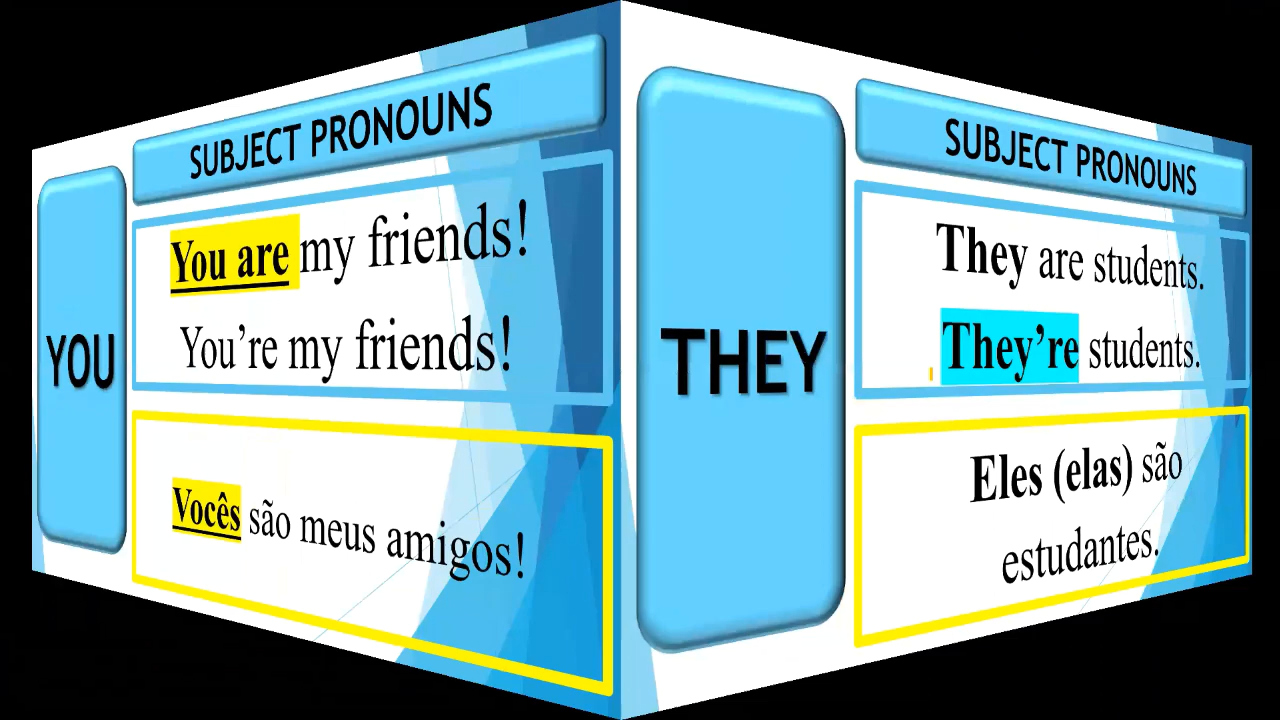 SUBJECT PRONOUNS
YOU
You are my friends!
You're my friends!
Vocês são meus amigos!
SUBJECT PRONOUNS
THEY
They are students.
They're students.
Eles (elas) são
estudantes.